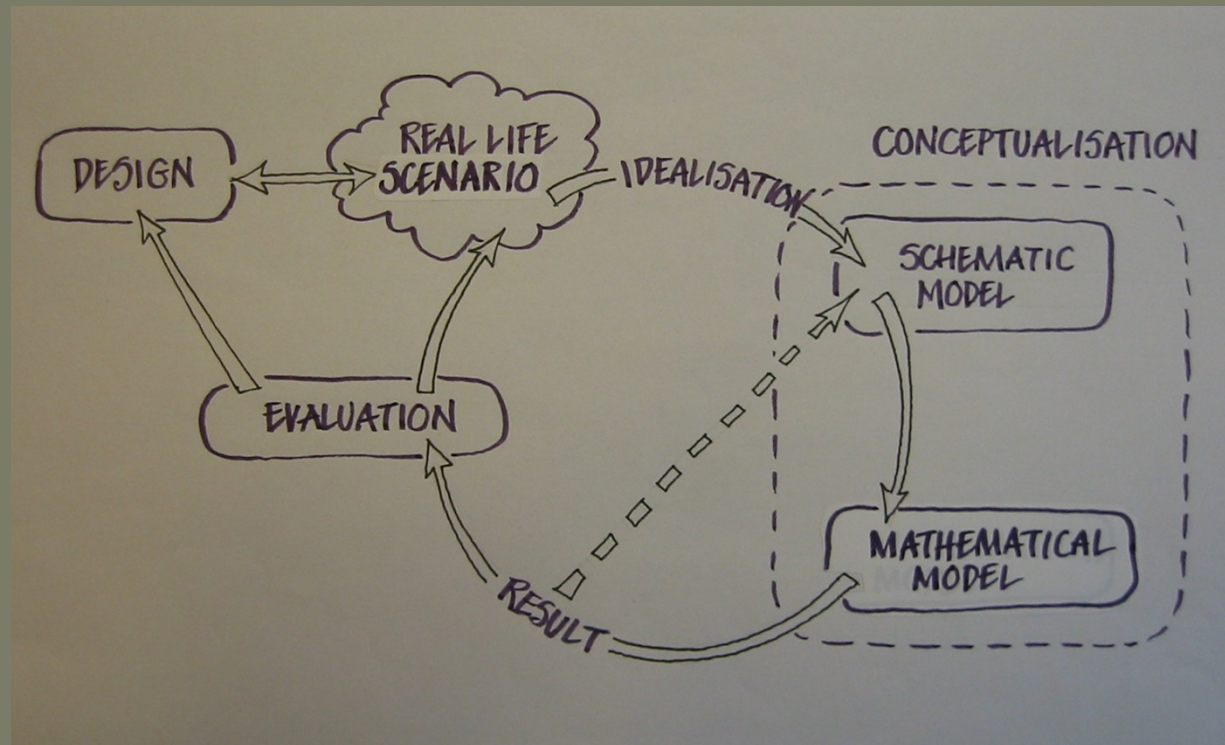 DESIGN
REAL LIFE
SCENARIO
IDEALISATION
CONCEPTUALISATION
SCHEMATIC
MODEL
EVALUATION
MATHEMATICAL
MODEL
RESULT